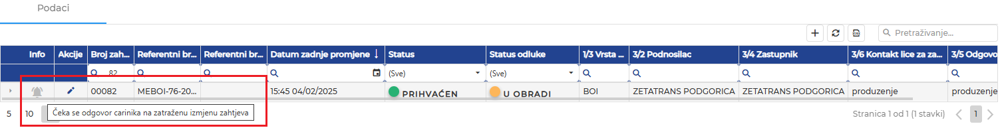 Podaci
Pretraživanje...
Info Akcije Broj zah... Referentni br... Referentni br... Datum zadnje promjene Status Status odluke 1/3 Vrsta ... 3/2 Podnosilac 3/4 Zastupnik 3/6 Kontakt lice za za... 3/5 Odgovo
82 (Sve) (Sve)
00082 MEBOI-76-20... 15:45 04/02/2025 PRIHVAĆEN U OBRADI BOI ZETATRANS PODGORICA ZETATRANS PODGORICA produzenje produzenje
5 10 Čeka se odgovor carinika na zatraženu izmjenu zahtjeva Stranica 1 od 1 (1 stavki) 1